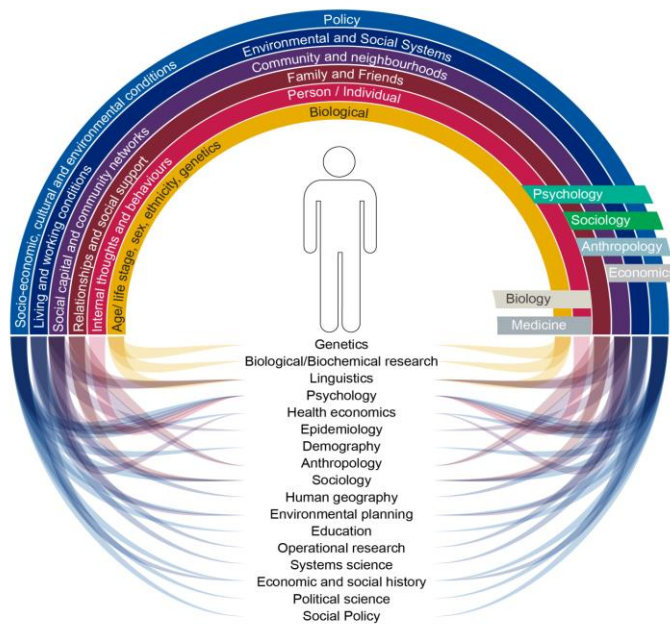 Policy
Environmental and Social Systems
Community and neighbourhoods
Family and Friends
Person / Individual
Biological
Socio-economic, cultural and environmental conditions
Living and working conditions
Social capital and community networks
Relationships and social support
Internal thoughts and behaviours
Age/ life stage, sex, ethnicity, genetics
Psychology
Sociology
Anthropology
Economic
Biology
Medicine
Genetics
Biological/Biochemical research
Linguistics
Psychology
Health economics
Epidemiology
Demography
Anthropology
Sociology
Human geography
Environmental planning
Education
Operational research
Systems science
Economic and social history
Political science
Social Policy